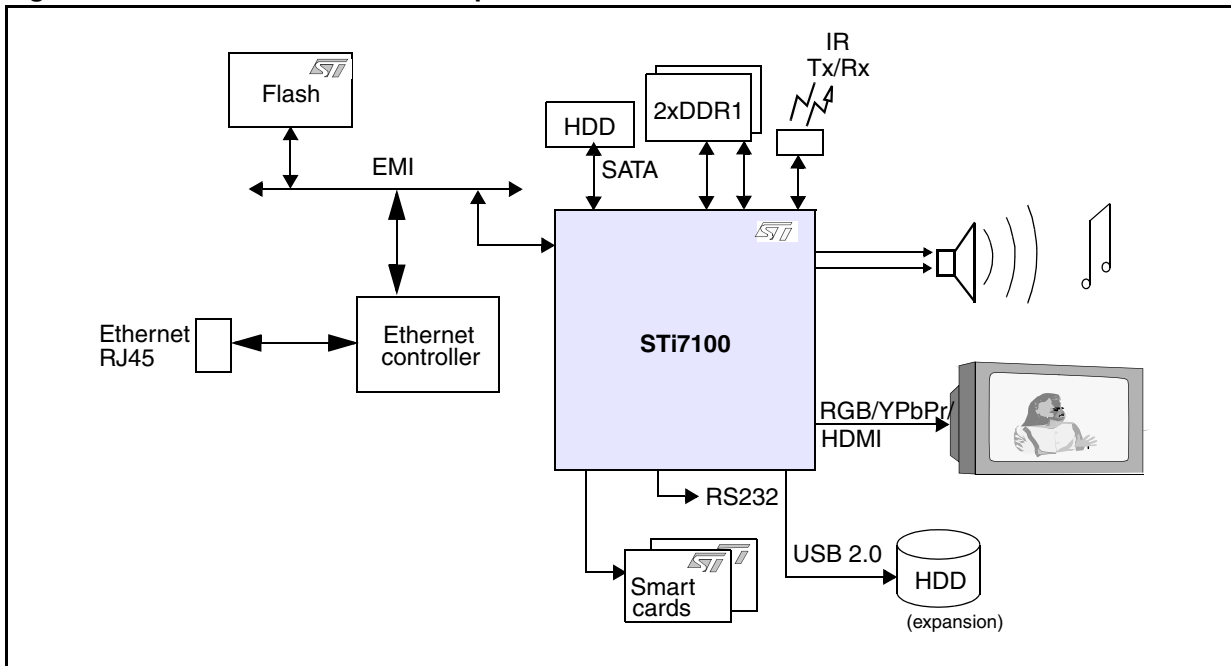 IR
Tx/Rx
Flash
HDD
2xDDR1
SATA
EMI
STi7100
Ethernet
RJ45
Ethernet
controller
RGB/YPbPr/
HDMI
RS232
USB 2.0
HDD
(expansion)
Smart
cards